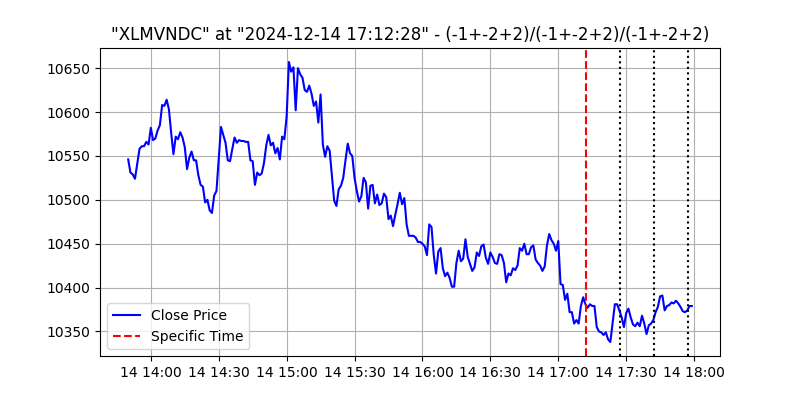 "XLMVNDC" at "2024-12-14 17:12:28" - (-1+-2+2)/(-1+-2+2)/(-1+-2+2)
10650
10600
10550
10500
10450
10400
10350
Close Price
Specific Time
14 14:00 14 14:30 14 15:00 14 15:30 14 16:00 14 16:30 14 17:00 14 17:30 14 18:00